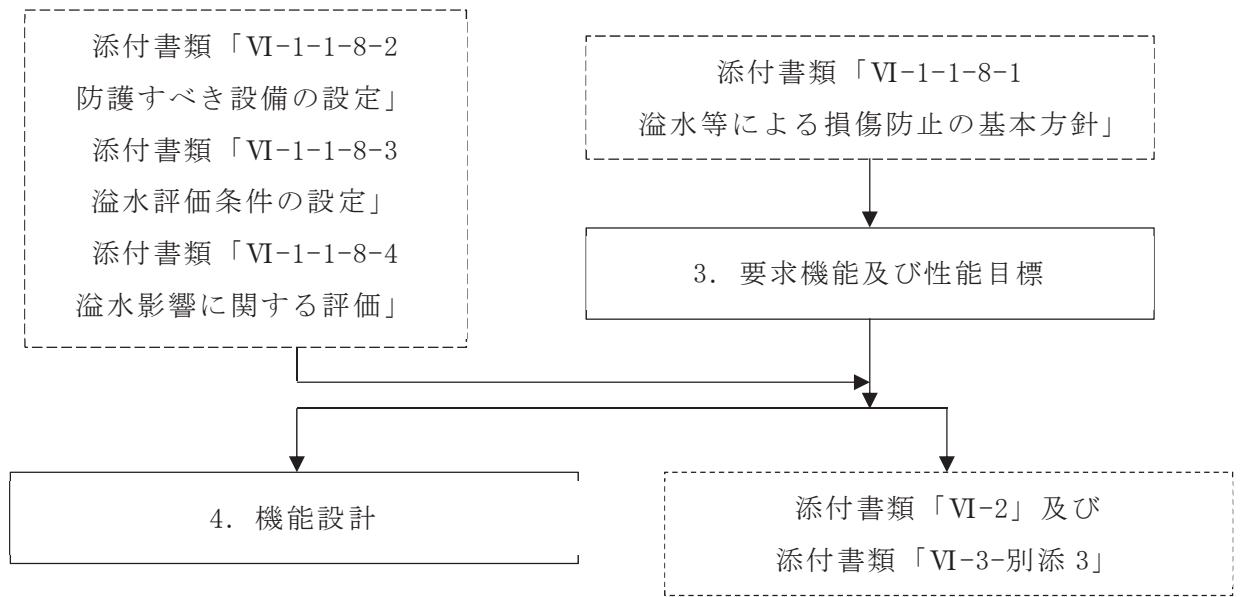 添付書類「Ⅵ-1-1-8-2
防護すべき設備の設定」
添付書類「Ⅵ-1-1-8-3
溢水評価条件の設定」
添付書類「Ⅵ-1-1-8-4
溢水影響に関する評価」
添付書類「Ⅵ-1-1-8-1
溢水等による損傷防止の基本方針」
3. 要求機能及び性能目標
4. 機能設計
添付書類「Ⅵ-2」及び
添付書類「Ⅵ-3-別添 3」